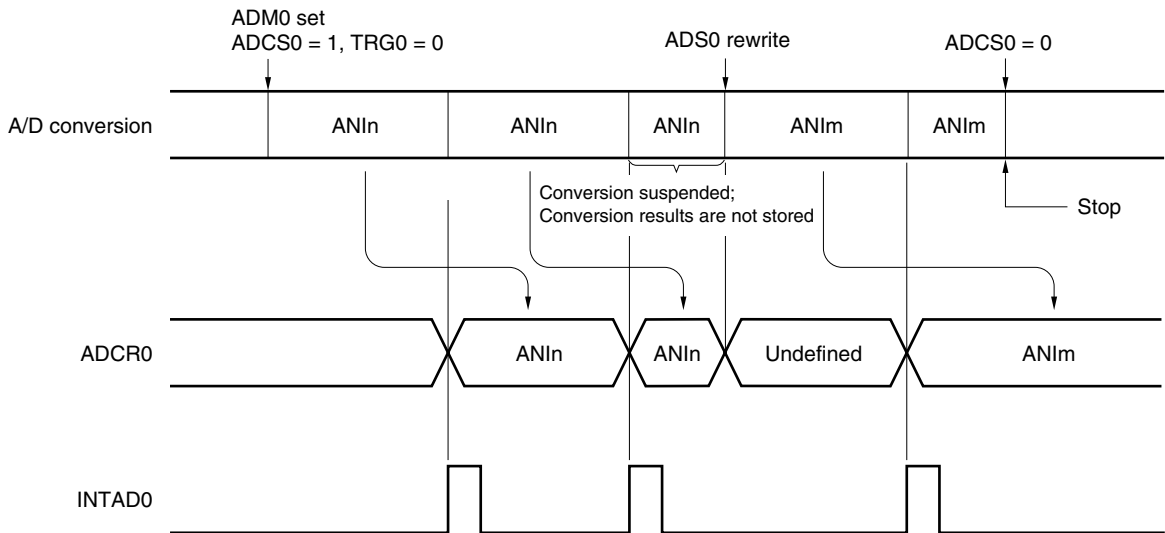 ADM0 set
ADCS0 = 1, TRG0 = 0
ADS0 rewrite
ADCS0 = 0
A/D conversion
ANIn
ANIn
ANIn
ANIm
ANIm
Conversion suspended;
Conversion results are not stored
Stop
ADCR0
ANIn
ANIn
Undefined
ANIm
INTAD0